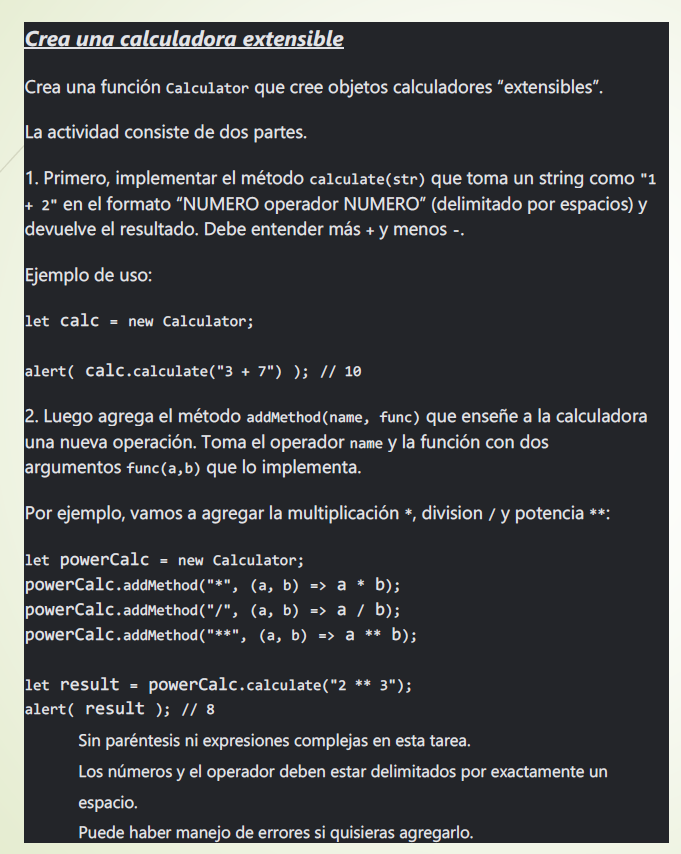 Crea una calculadora extensible
Crea una función Calculator que cree objetos calculadores “extensibles”.
La actividad consiste de dos partes.
1. Primero, implementar el método calculate(str) que toma un string como "1
+ 2" en el formato “NUMERO operador NUMERO” (delimitado por espacios) y
devuelve el resultado. Debe entender más + y menos -.
Ejemplo de uso:
let calc = new Calculator;
alert( calc.calculate("3 + 7") ); // 10
2. Luego agrega el método addMethod(name, func) que enseñe a la calculadora
una nueva operación. Toma el operador name y la función con dos
argumentos func(a,b) que lo implementa.
Por ejemplo, vamos a agregar la multiplicación *, division / y potencia **:
let powerCalc = new Calculator;
powerCalc.addMethod("*", (a, b) => a * b);
powerCalc.addMethod("/", (a, b) => a / b);
powerCalc.addMethod("**", (a, b) => a ** b);
let result = powerCalc.calculate("2 ** 3");
alert( result ); // 8
Sin paréntesis ni expresiones complejas en esta tarea.
Los números y el operador deben estar delimitados por exactamente un
espacio.
Puede haber manejo de errores si quisieras agregarlo.